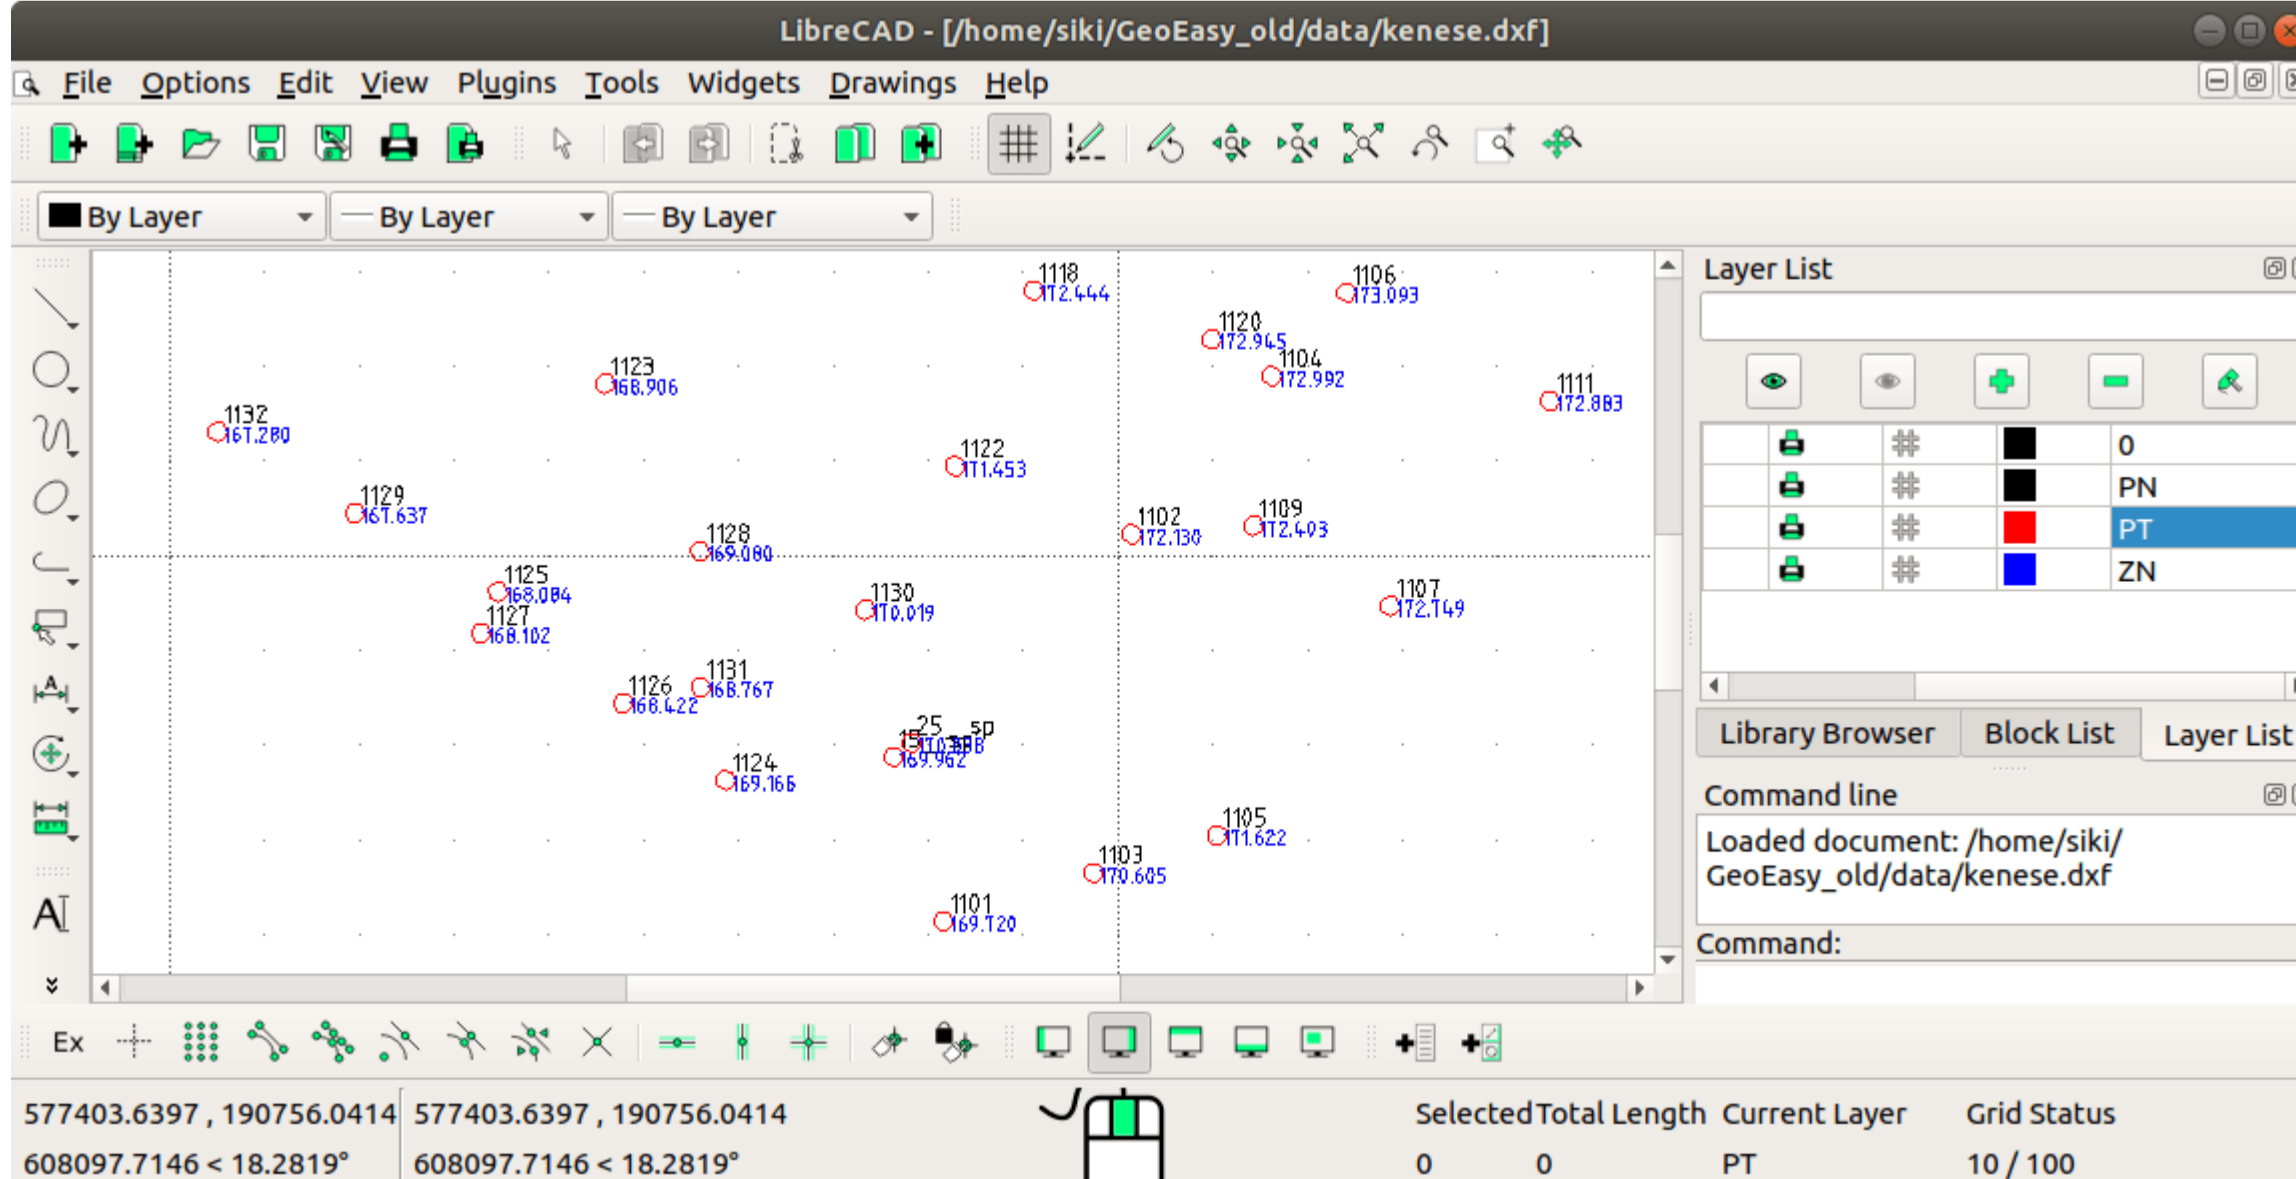 LibreCAD - [/home/siki/GeoEasy_old/data/kenese.dxf]
File Options Edit View Plugins Tools Widgets Drawings Help
By Layer By Layer By Layer
1118
172.444
1106
173.093
1120
172.945
1104
172.992
1123
168.906
1111
172.883
1132
167.280
1122
171.453
1129
167.637
1102
172.130
1109
172.403
1128
169.080
1125
168.084
1130
170.019
1107
172.749
1127
168.102
1131
168.767
1126
168.422
25_sp
169.962
1124
169.166
1105
171.622
1103
170.605
1101
169.720
Layer List
0
PN
PT
ZN
Library Browser Block List Layer List
Command line
Loaded document: /home/siki/
GeoEasy_old/data/kenese.dxf
Command:
A
Ex
577403.6397 , 190756.0414 577403.6397 , 190756.0414 Selected Total Length Current Layer Grid Status
608097.7146 < 18.2819° 608097.7146 < 18.2819° 0 0 PT 10 / 100